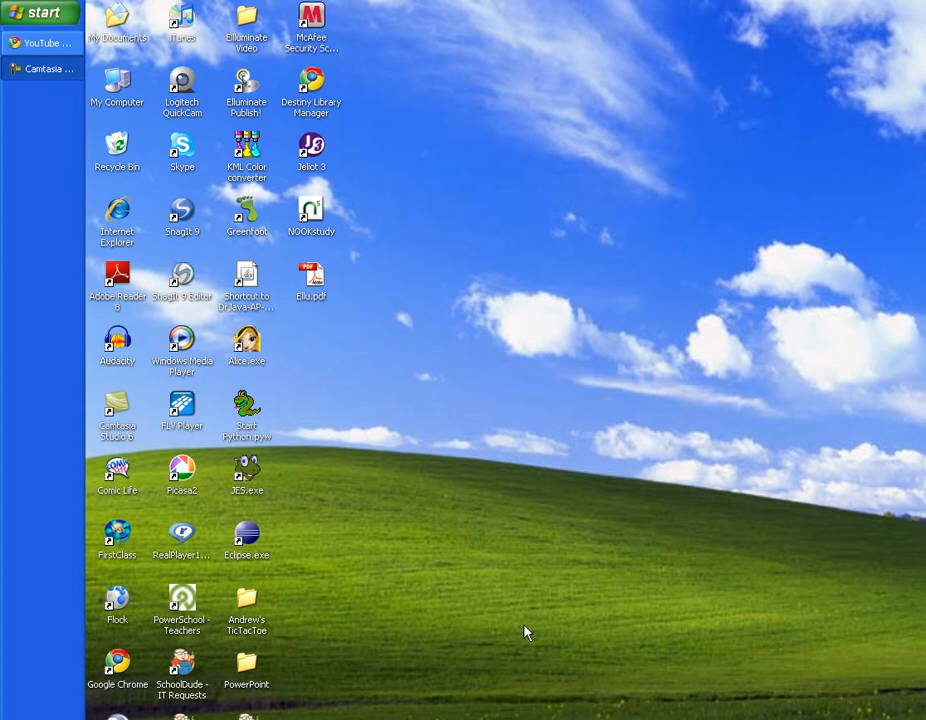 start
YouTube ...
Camtasia ...
My Documents
iTunes
Elluminate
Video
McAfee
Security Sc...
My Computer
Logitech
QuickCam
Elluminate
Publish!
Destiny Library
Manager
Recycle Bin
Skype
KML Color
converter
Jeliot 3
Internet
Explorer
SnagIt 9
Greenfoot
NOOKstudy
Adobe Reader
8
SnagIt 9 Editor
Shortcut to
DrJava-AP-...
PDF
Ellu.pdf
Audacity
Windows Media
Player
Alice.exe
Camtasia
Studio 6
FLV Player
Start
Python.pyw
Comic Life
Picasa2
JES.exe
FirstClass
RealPlayer1...
Eclipse.exe
Flock
PowerSchool -
Teachers
Andrew's
TicTacToe
Google Chrome
SchoolDude -
IT Requests
PowerPoint